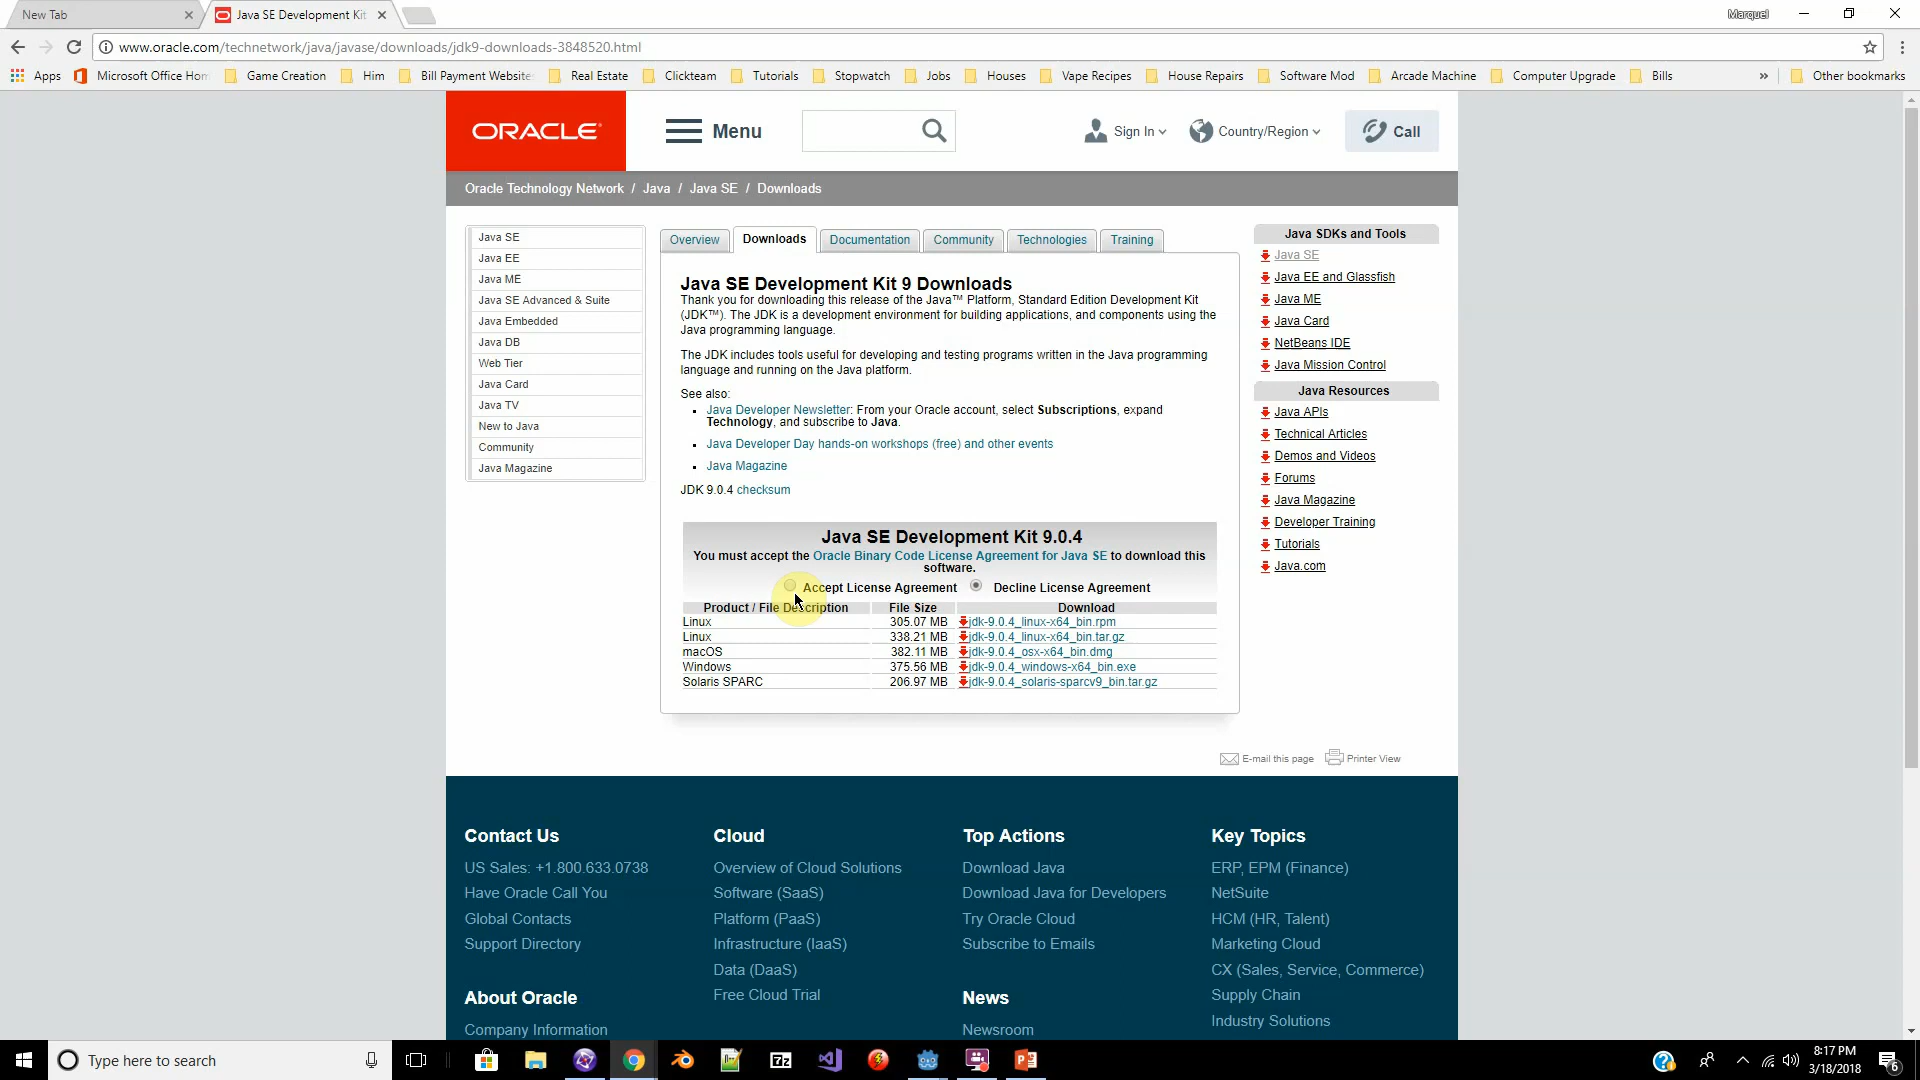 New Tab
Java SE Development Kit
Marquel
www.oracle.com/technetwork/java/javase/downloads/jdk9-downloads-3848520.html
Apps Microsoft Office Hom Game Creation Him Bill Payment Website Real Estate Clickteam Tutorials Stopwatch Jobs Houses Vape Recipes House Repairs Software Mod Arcade Machine Computer Upgrade Bills » Other bookmarks
ORACLE
Menu
Sign In
Country/Region
Call
Oracle Technology Network / Java / Java SE / Downloads
Java SE
Java EE
Java ME
Java SE Advanced & Suite
Java Embedded
Java DB
Web Tier
Java Card
Java TV
New to Java
Community
Java Magazine
Overview Downloads Documentation Community Technologies Training
Java SE Development Kit 9 Downloads
Thank you for downloading this release of the Java™ Platform, Standard Edition Development Kit
(JDK™). The JDK is a development environment for building applications, and components using the
Java programming language.
The JDK includes tools useful for developing and testing programs written in the Java programming
language and running on the Java platform.
See also:
Java Developer Newsletter: From your Oracle account, select Subscriptions, expand
Technology, and subscribe to Java.
Java Developer Day hands-on workshops (free) and other events
Java Magazine
JDK 9.0.4 checksum
Java SE Development Kit 9.0.4
You must accept the Oracle Binary Code License Agreement for Java SE to download this
software.
Accept License Agreement Decline License Agreement
Product / File Description File Size Download
Linux 305.07 MB jdk-9.0.4_linux-x64_bin.rpm
Linux 338.21 MB jdk-9.0.4_linux-x64_bin.tar.gz
macOS 382.11 MB jdk-9.0.4_osx-x64_bin.dmg
Windows 375.56 MB jdk-9.0.4_windows-x64_bin.exe
Solaris SPARC 206.97 MB jdk-9.0.4_solaris-sparcv9_bin.tar.gz
Java SDKs and Tools
Java SE
Java EE and Glassfish
Java ME
Java Card
NetBeans IDE
Java Mission Control
Java Resources
Java APIs
Technical Articles
Demos and Videos
Forums
Java Magazine
Developer Training
Tutorials
Java.com
E-mail this page Printer View
Contact Us
US Sales: +1.800.633.0738
Have Oracle Call You
Global Contacts
Support Directory
About Oracle
Company Information
Cloud
Overview of Cloud Solutions
Software (SaaS)
Platform (PaaS)
Infrastructure (IaaS)
Data (DaaS)
Free Cloud Trial
Top Actions
Download Java
Download Java for Developers
Try Oracle Cloud
Subscribe to Emails
News
Newsroom
Key Topics
ERP, EPM (Finance)
NetSuite
HCM (HR, Talent)
Marketing Cloud
CX (Sales, Service, Commerce)
Supply Chain
Industry Solutions
Type here to search
7z
8:17 PM
3/18/2018
6